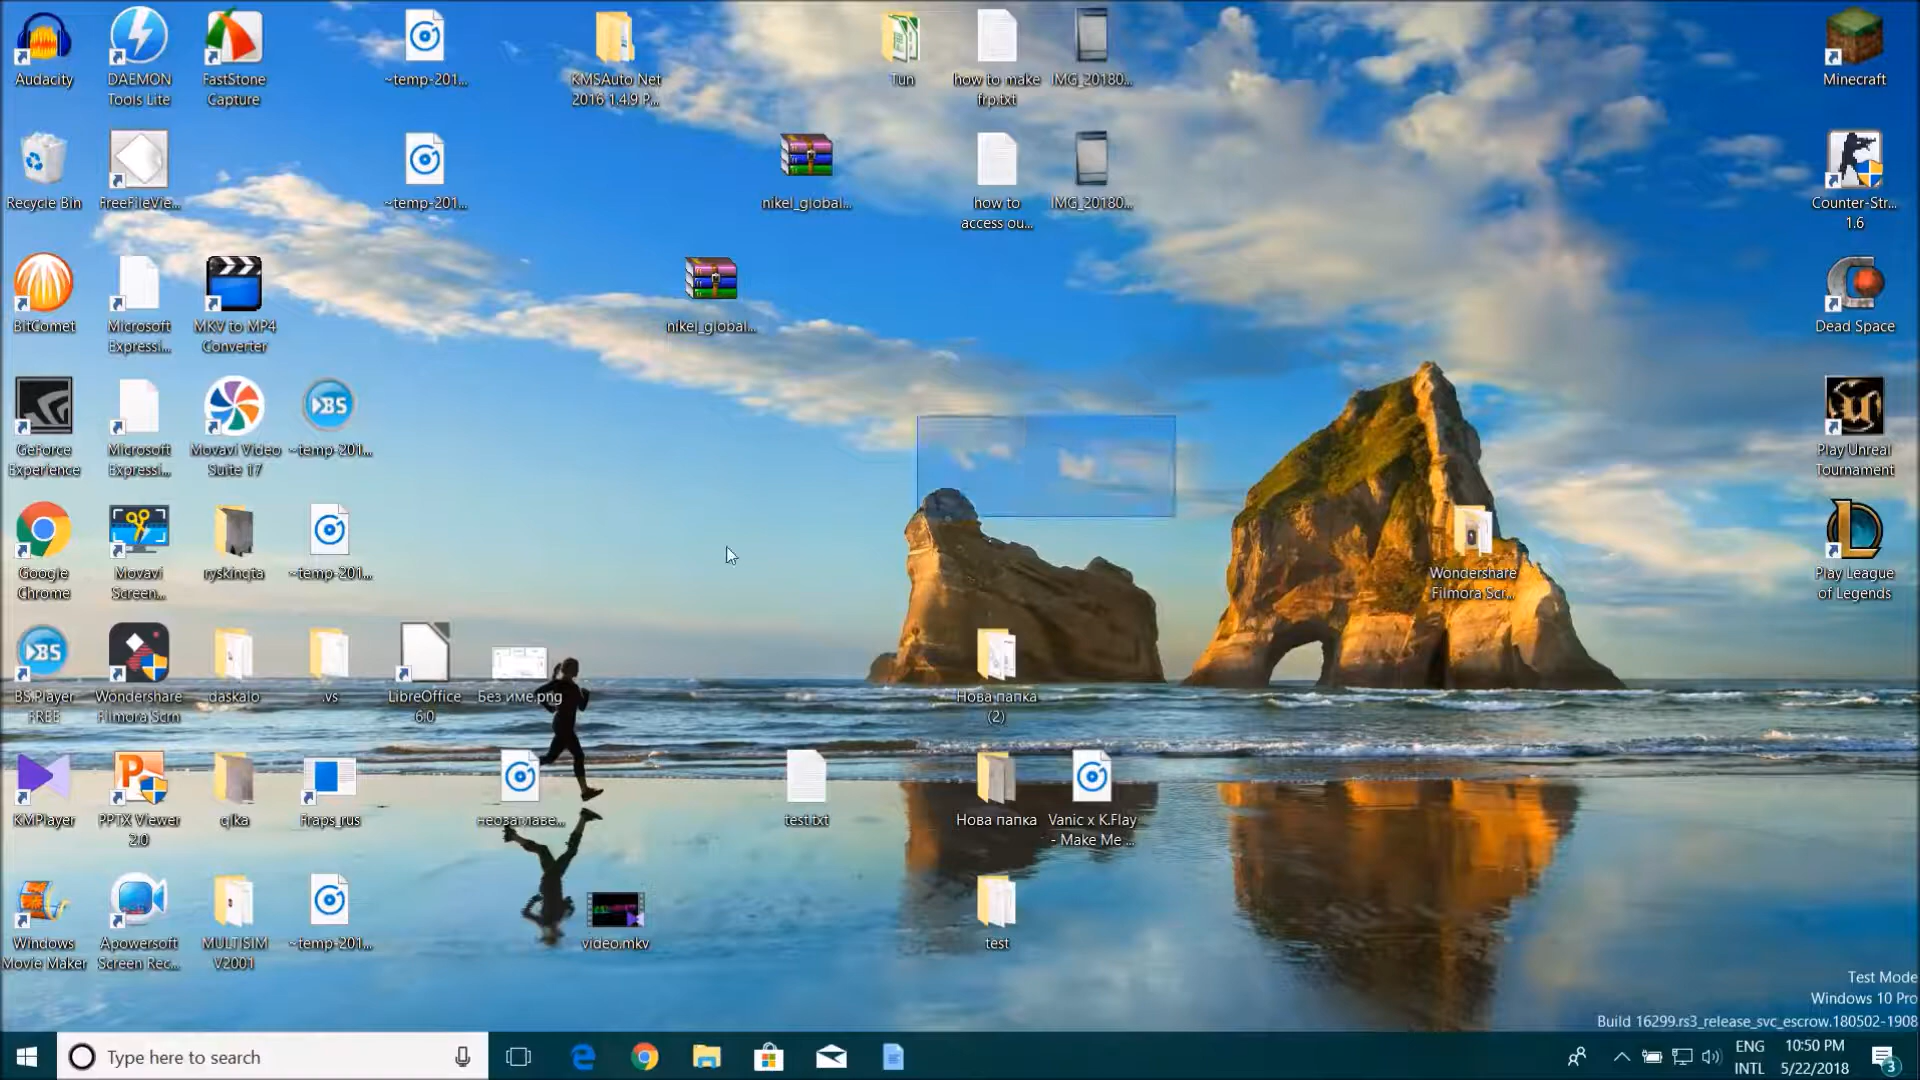 Audacity
DAEMON
Tools Lite
FastStone
Capture
~temp-201...
KMSAuto Net
2016 1.4.9 P...
Tun
how to make
frp.txt
IMG_20180...
Minecraft
Recycle Bin
FreeFileVie...
~temp-201...
nikel_global...
how to
access ou...
IMG_20180...
Counter-Str...
1.6
BitComet
Microsoft
Expressi...
MKV to MP4
Converter
nikel_global...
Dead Space
GeForce
Experience
Microsoft
Expressi...
Movavi Video
Suite 17
~temp-201...
Play Unreal
Tournament
Google
Chrome
Movavi
Screen...
ryskinqta
~temp-201...
Wondershare
Filmora Scr...
Play League
of Legends
BS.Player
FREE
Wondershare
Filmora Scrn
daskalo
.vs
LibreOffice
6.0
Без име.png
Нова папка
(2)
KMPlayer
PPTX Viewer
2.0
qlka
Fraps_rus
неозаглаве...
test.txt
Нова папка
Vanic x K.Flay
- Make Me ...
Windows
Movie Maker
Apowersoft
Screen Rec...
MULTISIM
V2001
~temp-201...
video.mkv
test
Test Mode
Windows 10 Pro
Build 16299.rs3_release_svc_escrow.180502-1908
Type here to search
ENG
INTL
10:50 PM
5/22/2018
3